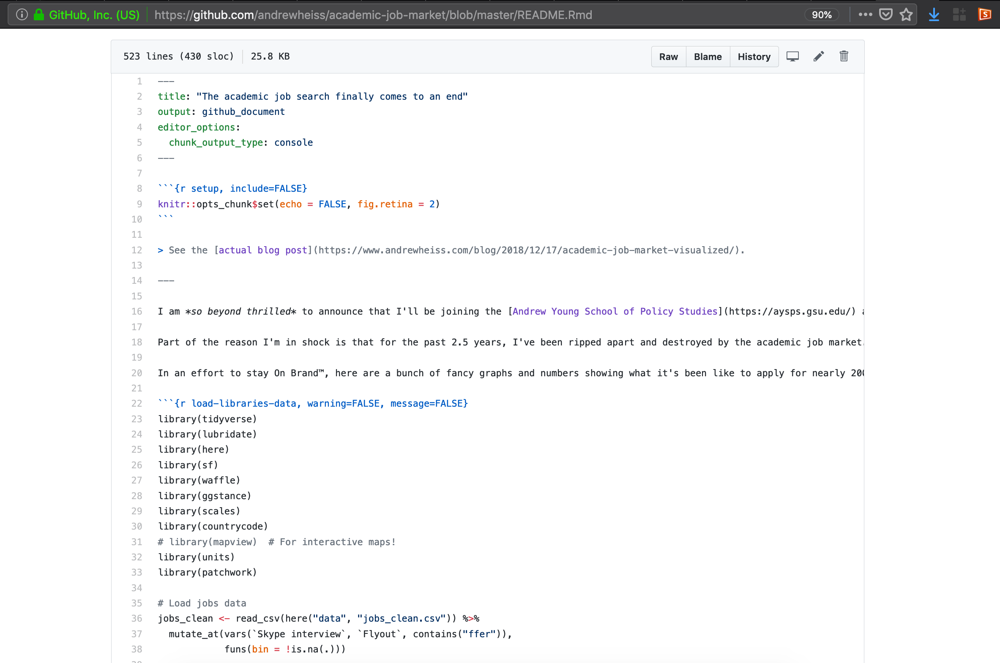 GitHub, Inc. (US) https://github.com/andrewheiss/academic-job-market/blob/master/README.Rmd 90%
523 lines (430 sloc) 25.8 KB Raw Blame History
1 ---
2 title: "The academic job search finally comes to an end"
3 output: github_document
4 editor_options:
5   chunk_output_type: console
6 ---
7
8 ```{r setup, include=FALSE}
9 knitr::opts_chunk$set(echo = FALSE, fig.retina = 2)
10 ```
11
12 > See the [actual blog post](https://www.andrewheiss.com/blog/2018/12/17/academic-job-market-visualized/).
13
14 ---
15
16 I am *so beyond thrilled* to announce that I'll be joining the [Andrew Young School of Policy Studies](https://aysps.gsu.edu/)
17
18 Part of the reason I'm in shock is that for the past 2.5 years, I've been ripped apart and destroyed by the academic job market.
19
20 In an effort to stay On Brand™, here are a bunch of fancy graphs and numbers showing what it's been like to apply for nearly
21
22 ```{r load-libraries-data, warning=FALSE, message=FALSE}
23 library(tidyverse)
24 library(lubridate)
25 library(here)
26 library(sf)
27 library(waffle)
28 library(ggstance)
29 library(scales)
30 library(countrycode)
31 # library(mapview)  # For interactive maps!
32 library(units)
33 library(patchwork)
34
35 # Load jobs data
36 jobs_clean <- read_csv(here("data", "jobs_clean.csv")) %>%
37   mutate_at(vars(`Skype interview`, `Flyout`, contains("ffer")),
38             funs(bin = !is.na(.)))